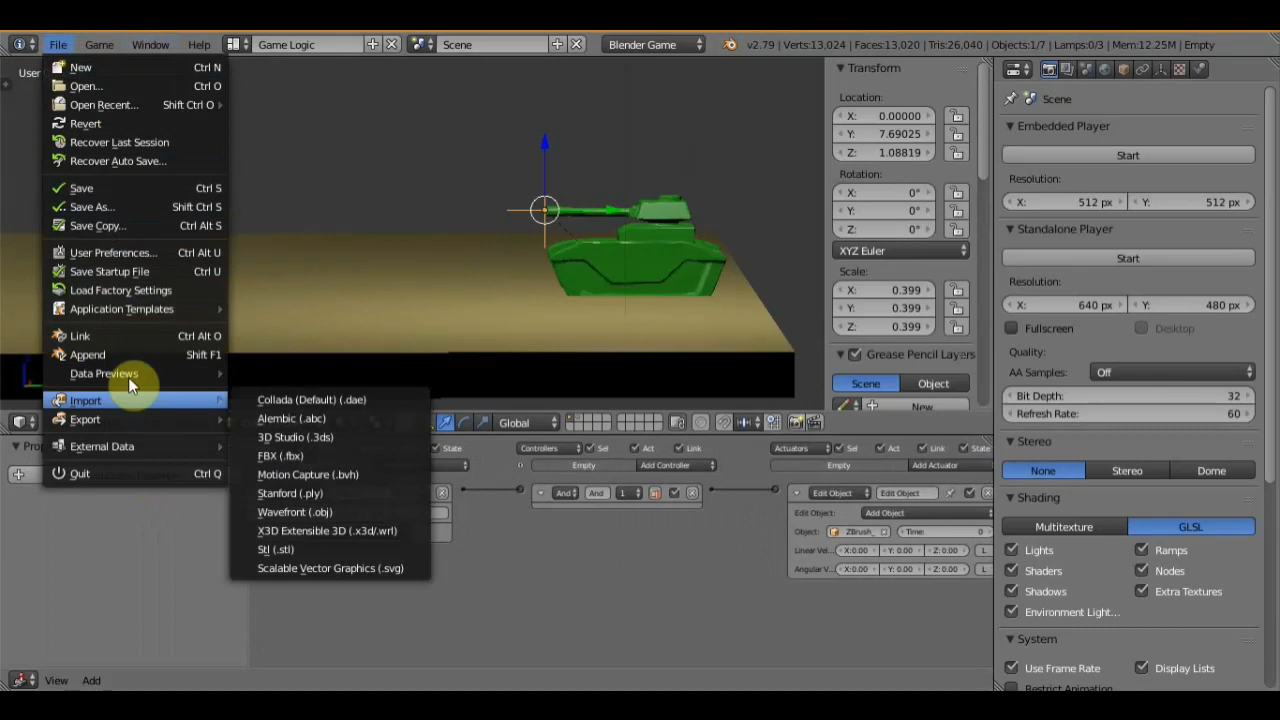 File Game Window Help Game Logic Scene Blender Game v2.79 | Verts:13,024 | Faces:13,020 | Tris:26,040 | Objects:1/7 | Lamps:0/3 | Mem:12.25M | Empty
User
New Ctrl N
Open... Ctrl O
Open Recent... Shift Ctrl O
Revert
Recover Last Session
Recover Auto Save...
Save Ctrl S
Save As... Shift Ctrl S
Save Copy... Ctrl Alt S
User Preferences... Ctrl Alt U
Save Startup File Ctrl U
Load Factory Settings
Application Templates
Link Ctrl Alt O
Append Shift F1
Data Previews
Import
Export
External Data
Quit Ctrl Q
Collada (Default) (.dae)
Alembic (.abc)
3D Studio (.3ds)
FBX (.fbx)
Motion Capture (.bvh)
Stanford (.ply)
Wavefront (.obj)
X3D Extensible 3D (.x3d/.wrl)
Stl (.stl)
Scalable Vector Graphics (.svg)
Transform
Location:
X: 0.00000
Y: 7.69025
Z: 1.08819
Rotation:
X: 0°
Y: 0°
Z: 0°
XYZ Euler
Scale:
X: 0.399
Y: 0.399
Z: 0.399
Grease Pencil Layers
Scene Object
New
Scene
Embedded Player
Start
Resolution:
X: 512 px Y: 512 px
Standalone Player
Start
Resolution:
X: 640 px Y: 480 px
Fullscreen Desktop
Quality:
AA Samples: Off
Bit Depth: 32
Refresh Rate: 60
Stereo
None Stereo Dome
Shading
Multitexture GLSL
Lights Ramps
Shaders Nodes
Shadows Extra Textures
Environment Light...
System
Use Frame Rate Display Lists
Restrict Animation
Global
State Controllers Sel Act Link Actuators Sel Act Link State
Empty Add Controller Empty Add Actuator
And And 1 Edit Object Edit Object
Edit Object: Add Object
Object: ZBrush_ Time: 0
Linear Vel... X:0.00 Y: 0.00 Z: 0.00 L
Angular V... X:0.00 Y: 0.00 Z: 0.00 L
View Add